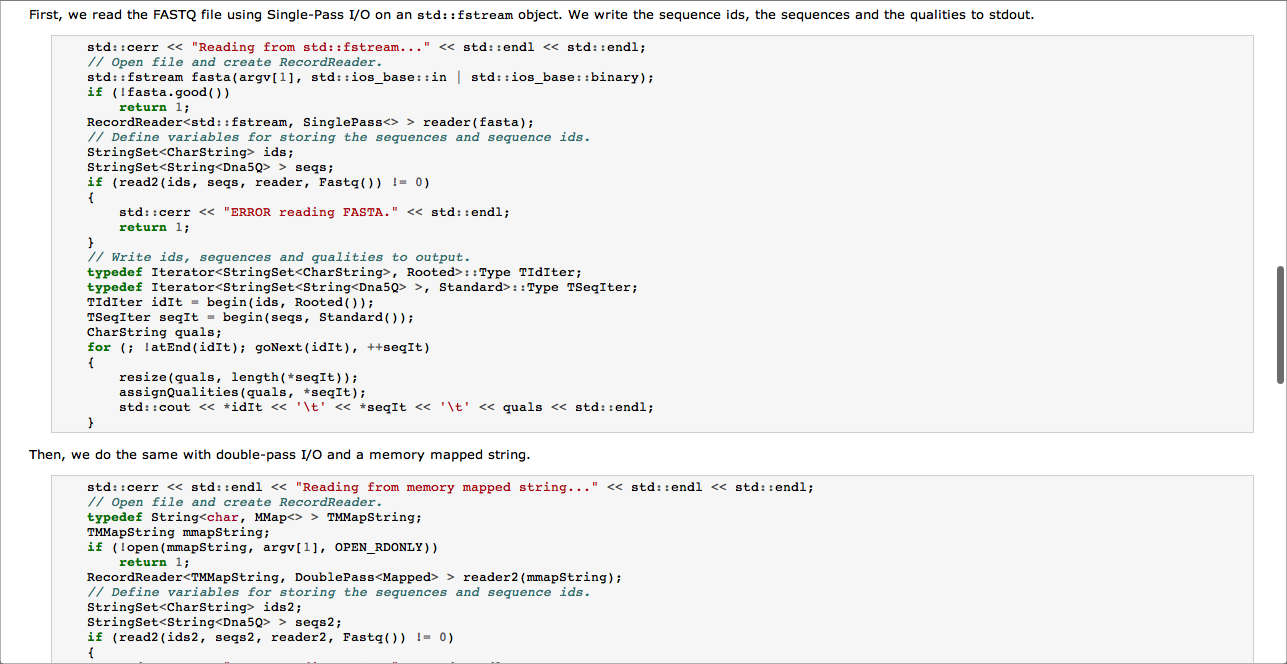 First, we read the FASTQ file using Single-Pass I/O on an std::fstream object. We write the sequence ids, the sequences and the qualities to stdout.
std::cerr << "Reading from std::fstream..." << std::endl << std::endl;
// Open file and create RecordReader.
std::fstream fasta(argv[1], std::ios_base::in | std::ios_base::binary);
if (!fasta.good())
    return 1;
RecordReader<std::fstream, SinglePass<> > reader(fasta);
// Define variables for storing the sequences and sequence ids.
StringSet<CharString> ids;
StringSet<String<Dna5Q> > seqs;
if (read2(ids, seqs, reader, Fastq()) != 0)
{
    std::cerr << "ERROR reading FASTA." << std::endl;
    return 1;
}
// Write ids, sequences and qualities to output.
typedef Iterator<StringSet<CharString>, Rooted>::Type TIdIter;
typedef Iterator<StringSet<String<Dna5Q> >, Standard>::Type TSeqIter;
TIdIter idIt = begin(ids, Rooted());
TSeqIter seqIt = begin(seqs, Standard());
CharString quals;
for (; !atEnd(idIt); goNext(idIt), ++seqIt)
{
    resize(quals, length(*seqIt));
    assignQualities(quals, *seqIt);
    std::cout << *idIt << '\t' << *seqIt << '\t' << quals << std::endl;
}
Then, we do the same with double-pass I/O and a memory mapped string.
std::cerr << std::endl << "Reading from memory mapped string..." << std::endl << std::endl;
// Open file and create RecordReader.
typedef String<char, MMap<> > TMMapString;
TMMapString mmapString;
if (!open(mmapString, argv[1], OPEN_RDONLY))
    return 1;
RecordReader<TMMapString, DoublePass<Mapped> > reader2(mmapString);
// Define variables for storing the sequences and sequence ids.
StringSet<CharString> ids2;
StringSet<String<Dna5Q> > seqs2;
if (read2(ids2, seqs2, reader2, Fastq()) != 0)
{